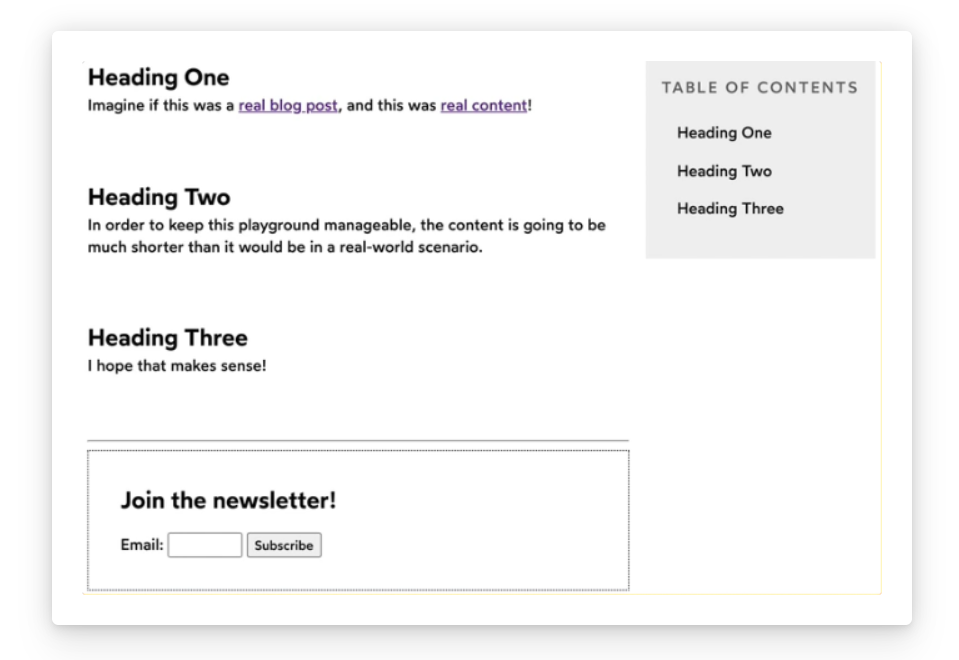 Heading One
Imagine if this was a real blog post, and this was real content!
Heading Two
In order to keep this playground manageable, the content is going to be
much shorter than it would be in a real-world scenario.
Heading Three
I hope that makes sense!
Join the newsletter!
Email: Subscribe
TABLE OF CONTENTS
Heading One
Heading Two
Heading Three